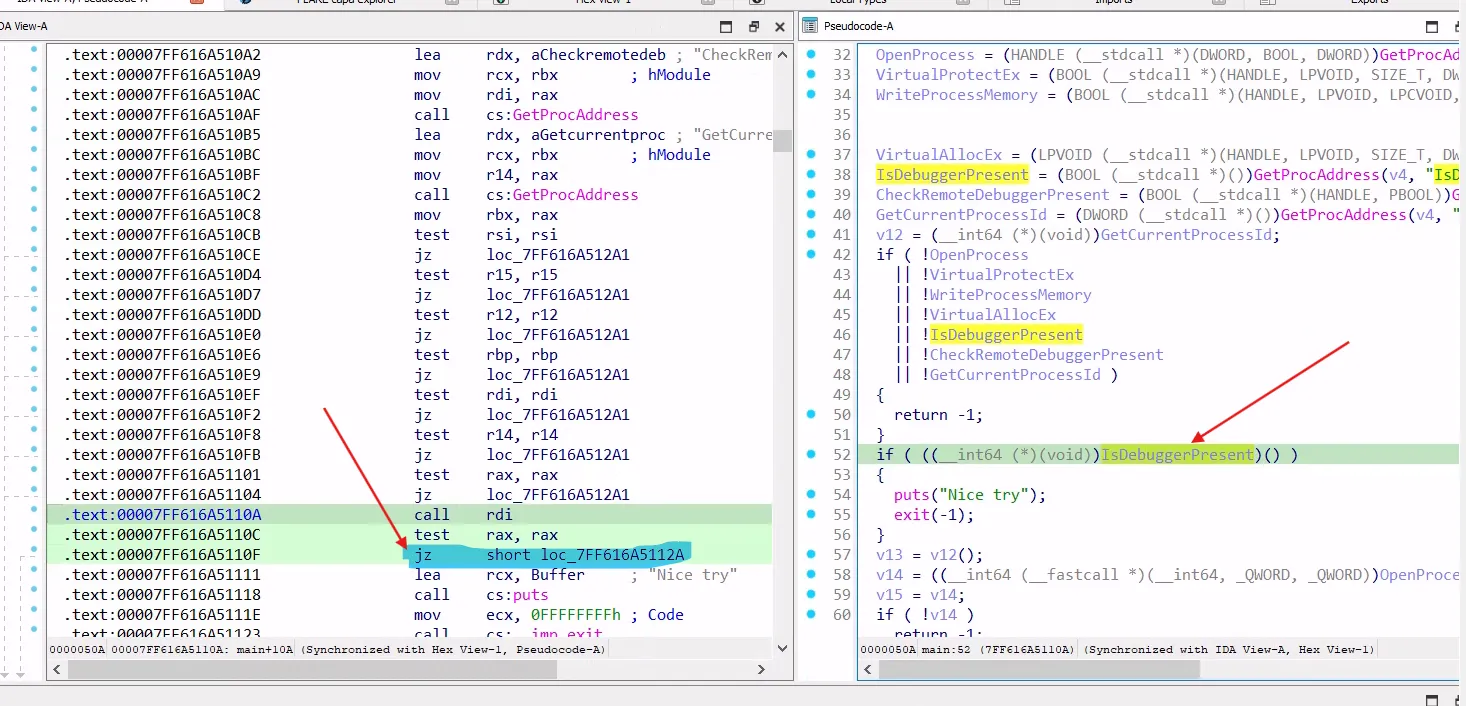 IDA View-A, Pseudocode-A
FLARE capa explorer
Hex View-1
Local Types
Imports
Exports
DA View-A
.text:00007FF616A510A2 lea rdx, aCheckremotedeb ; "CheckRem
.text:00007FF616A510A9 mov rcx, rbx ; hModule
.text:00007FF616A510AC mov rdi, rax
.text:00007FF616A510AF call cs:GetProcAddress
.text:00007FF616A510B5 lea rdx, aGetcurrentproc ; "GetCurre
.text:00007FF616A510BC mov rcx, rbx ; hModule
.text:00007FF616A510BF mov r14, rax
.text:00007FF616A510C2 call cs:GetProcAddress
.text:00007FF616A510C8 mov rbx, rax
.text:00007FF616A510CB test rsi, rsi
.text:00007FF616A510CE jz loc_7FF616A512A1
.text:00007FF616A510D4 test r15, r15
.text:00007FF616A510D7 jz loc_7FF616A512A1
.text:00007FF616A510DD test r12, r12
.text:00007FF616A510E0 jz loc_7FF616A512A1
.text:00007FF616A510E6 test rbp, rbp
.text:00007FF616A510E9 jz loc_7FF616A512A1
.text:00007FF616A510EF test rdi, rdi
.text:00007FF616A510F2 jz loc_7FF616A512A1
.text:00007FF616A510F8 test r14, r14
.text:00007FF616A510FB jz loc_7FF616A512A1
.text:00007FF616A51101 test rax, rax
.text:00007FF616A51104 jz loc_7FF616A512A1
.text:00007FF616A5110A call rdi
.text:00007FF616A5110C test rax, rax
.text:00007FF616A5110F jz short loc_7FF616A5112A
.text:00007FF616A51111 lea rcx, Buffer ; "Nice try"
.text:00007FF616A51118 call cs:puts
.text:00007FF616A5111E mov ecx, 0FFFFFFFFh ; Code
.text:00007FF616A51123 call cs:__imp_exit
0000050A 00007FF616A5110A: main+10A (Synchronized with Hex View-1, Pseudocode-A)
Pseudocode-A
32 OpenProcess = (HANDLE (__stdcall *)(DWORD, BOOL, DWORD))GetProcAd
33 VirtualProtectEx = (BOOL (__stdcall *)(HANDLE, LPVOID, SIZE_T, DW
34 WriteProcessMemory = (BOOL (__stdcall *)(HANDLE, LPVOID, LPCVOID,
35
36
37 VirtualAllocEx = (LPVOID (__stdcall *)(HANDLE, LPVOID, SIZE_T, DW
38 IsDebuggerPresent = (BOOL (__stdcall *)())GetProcAddress(v4, "IsD
39 CheckRemoteDebuggerPresent = (BOOL (__stdcall *)(HANDLE, PBOOL))G
40 GetCurrentProcessId = (DWORD (__stdcall *)())GetProcAddress(v4, "
41 v12 = (__int64 (*)(void))GetCurrentProcessId;
42 if ( !OpenProcess
43 || !VirtualProtectEx
44 || !WriteProcessMemory
45 || !VirtualAllocEx
46 || !IsDebuggerPresent
47 || !CheckRemoteDebuggerPresent
48 || !GetCurrentProcessId )
49 {
50 return -1;
51 }
52 if ( ((__int64 (*)(void))IsDebuggerPresent)() )
53 {
54 puts("Nice try");
55 exit(-1);
56 }
57 v13 = v12();
58 v14 = ((__int64 (__fastcall *)(__int64, _QWORD, _QWORD))OpenProce
59 v15 = v14;
60 if ( !v14 )
return -1;
0000050A main:52 (7FF616A5110A) (Synchronized with IDA View-A, Hex View-1)